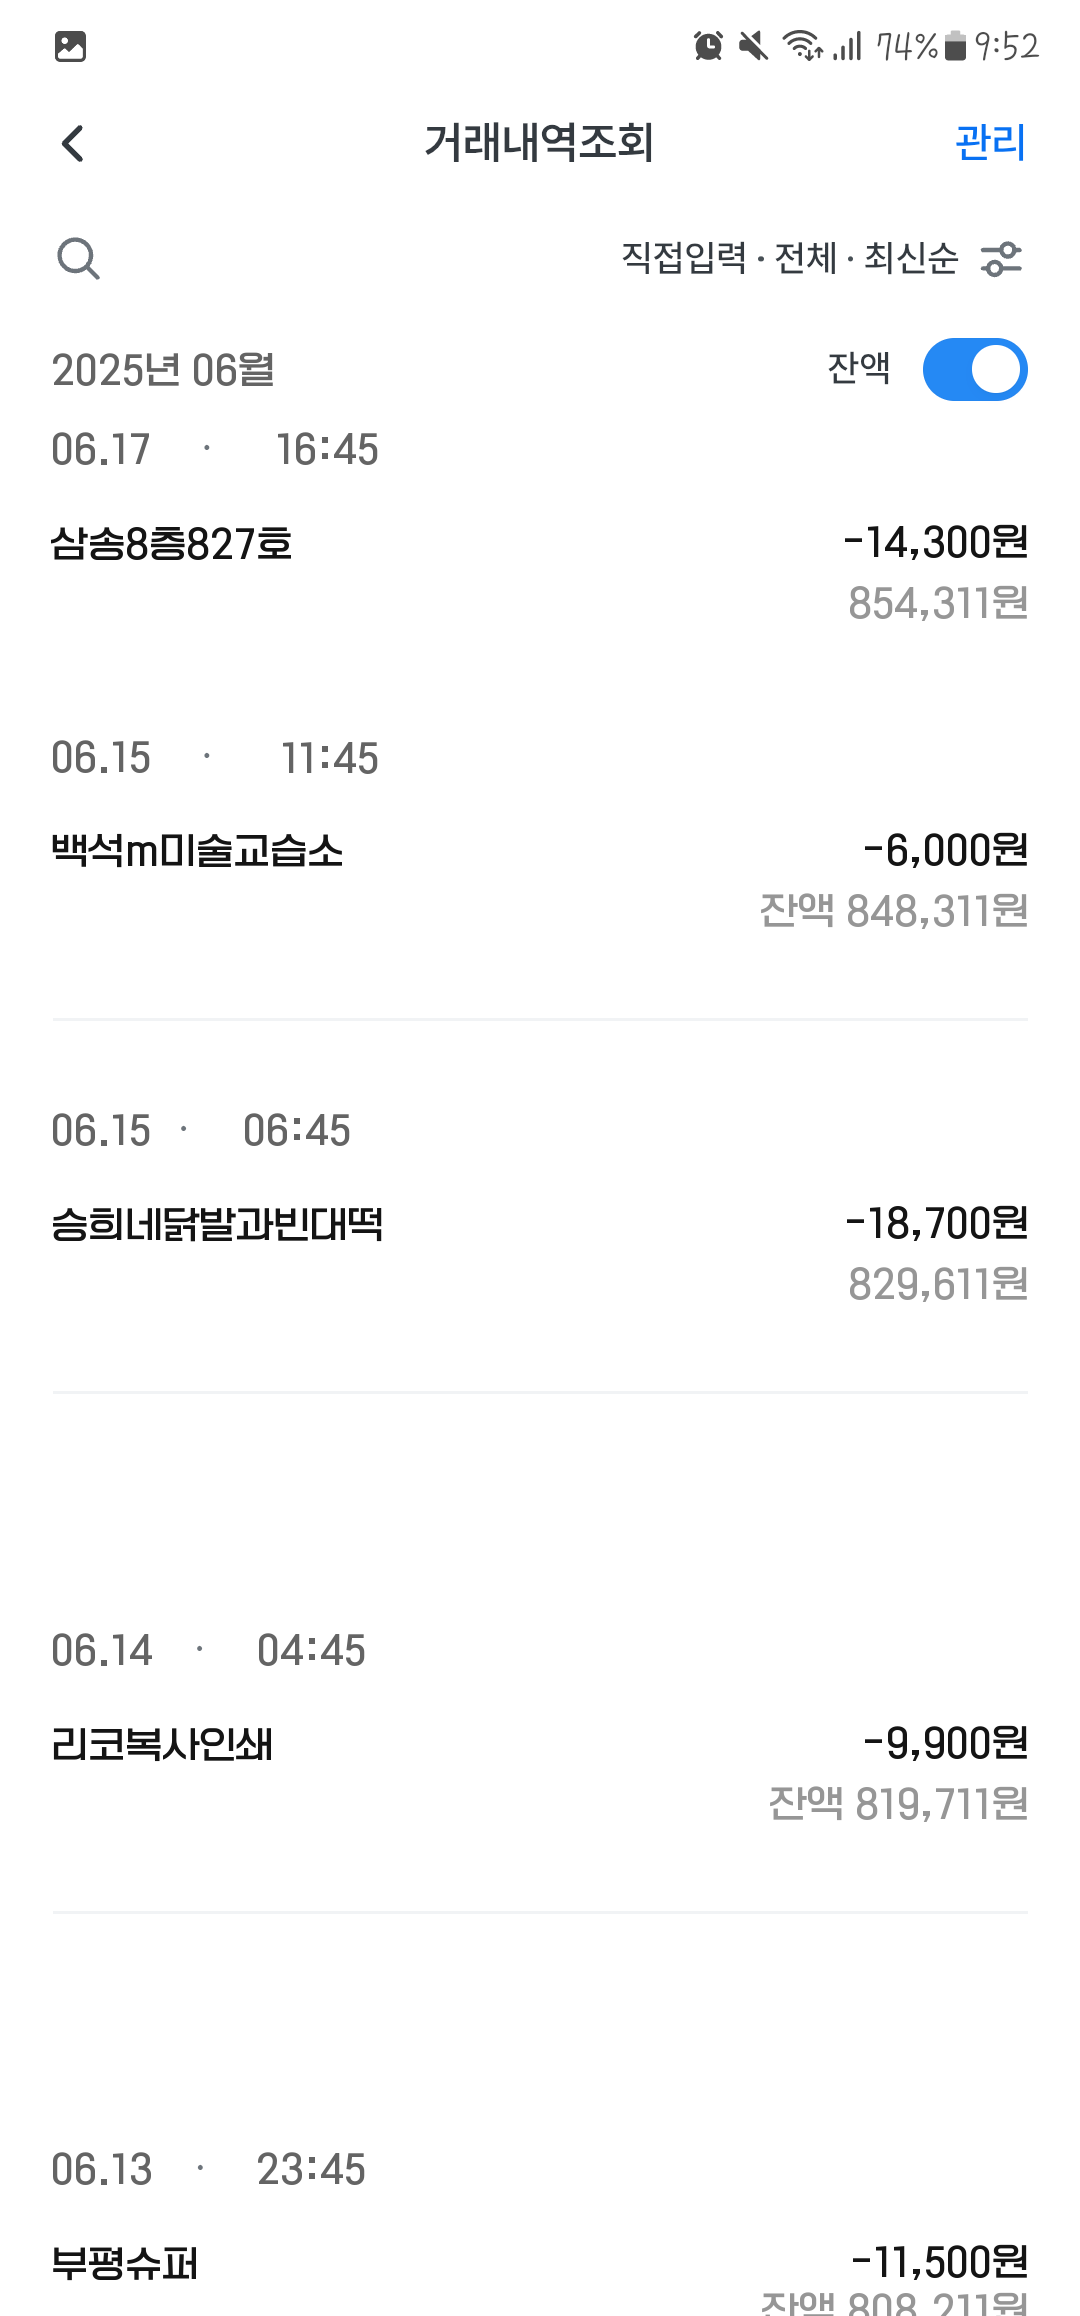 74% 9:52
거래내역조회 관리
직접입력 · 전체 · 최신순
2025년 06월 잔액
06.17 · 16:45
삼송8층827호 -14,300원
854,311원
06.15 · 11:45
백석m미술교습소 -6,000원
잔액 848,311원
06.15 · 06:45
승희네닭발과빈대떡 -18,700원
829,611원
06.14 · 04:45
리코복사인쇄 -9,900원
잔액 819,711원
06.13 · 23:45
부평슈퍼 -11,500원
잔액 808,211원